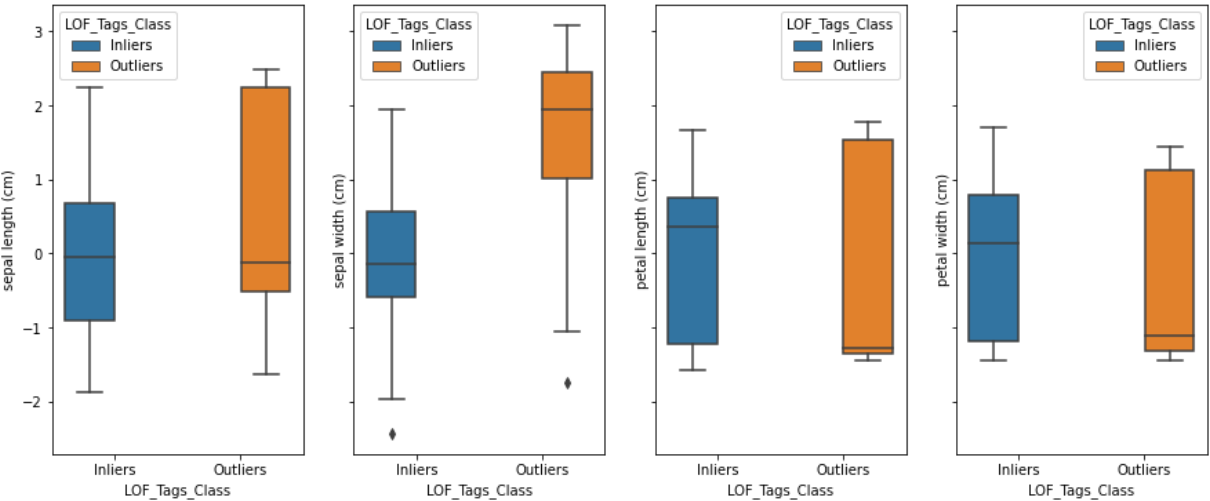 LOF_Tags_Class
Inliers
Outliers
3
2
1
0
−1
−2
sepal length (cm)
Inliers
Outliers
LOF_Tags_Class
LOF_Tags_Class
Inliers
Outliers
sepal width (cm)
Inliers
Outliers
LOF_Tags_Class
LOF_Tags_Class
Inliers
Outliers
petal length (cm)
Inliers
Outliers
LOF_Tags_Class
LOF_Tags_Class
Inliers
Outliers
petal width (cm)
Inliers
Outliers
LOF_Tags_Class